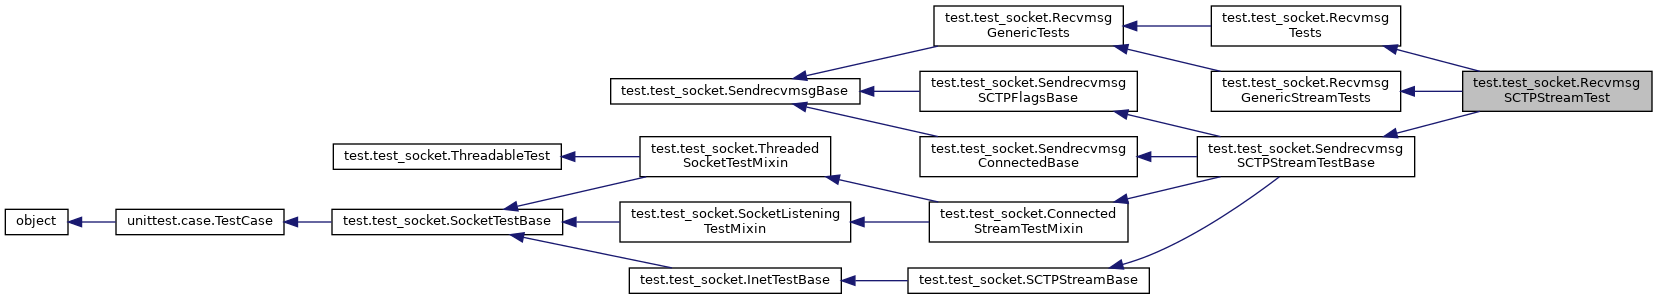 test.test_socket.Recvmsg
GenericTests
test.test_socket.Recvmsg
Tests
test.test_socket.SendrecvmsgBase
test.test_socket.Sendrecvmsg
SCTPFlagsBase
test.test_socket.Recvmsg
GenericStreamTests
test.test_socket.Recvmsg
SCTPStreamTest
test.test_socket.ThreadableTest
test.test_socket.Threaded
SocketTestMixin
test.test_socket.Sendrecvmsg
ConnectedBase
test.test_socket.Sendrecvmsg
SCTPStreamTestBase
object
unittest.case.TestCase
test.test_socket.SocketTestBase
test.test_socket.SocketListening
TestMixin
test.test_socket.Connected
StreamTestMixin
test.test_socket.InetTestBase
test.test_socket.SCTPStreamBase